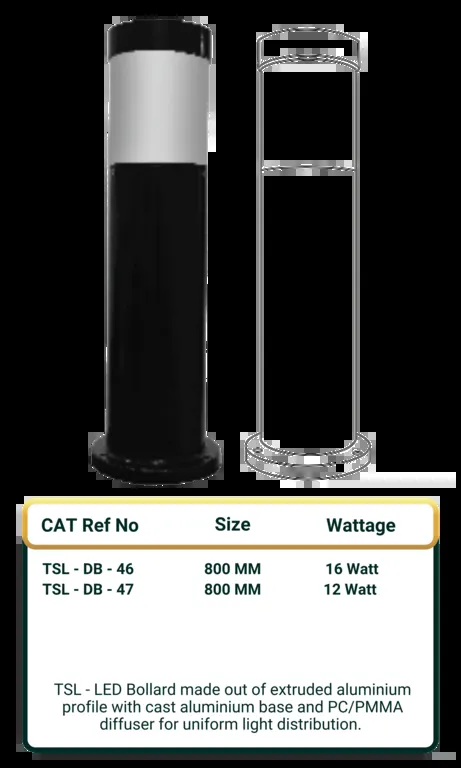 CAT Ref No Size Wattage
TSL - DB - 46 800 MM 16 Watt
TSL - DB - 47 800 MM 12 Watt
TSL - LED Bollard made out of extruded aluminium
profile with cast aluminium base and PC/PMMA
diffuser for uniform light distribution.